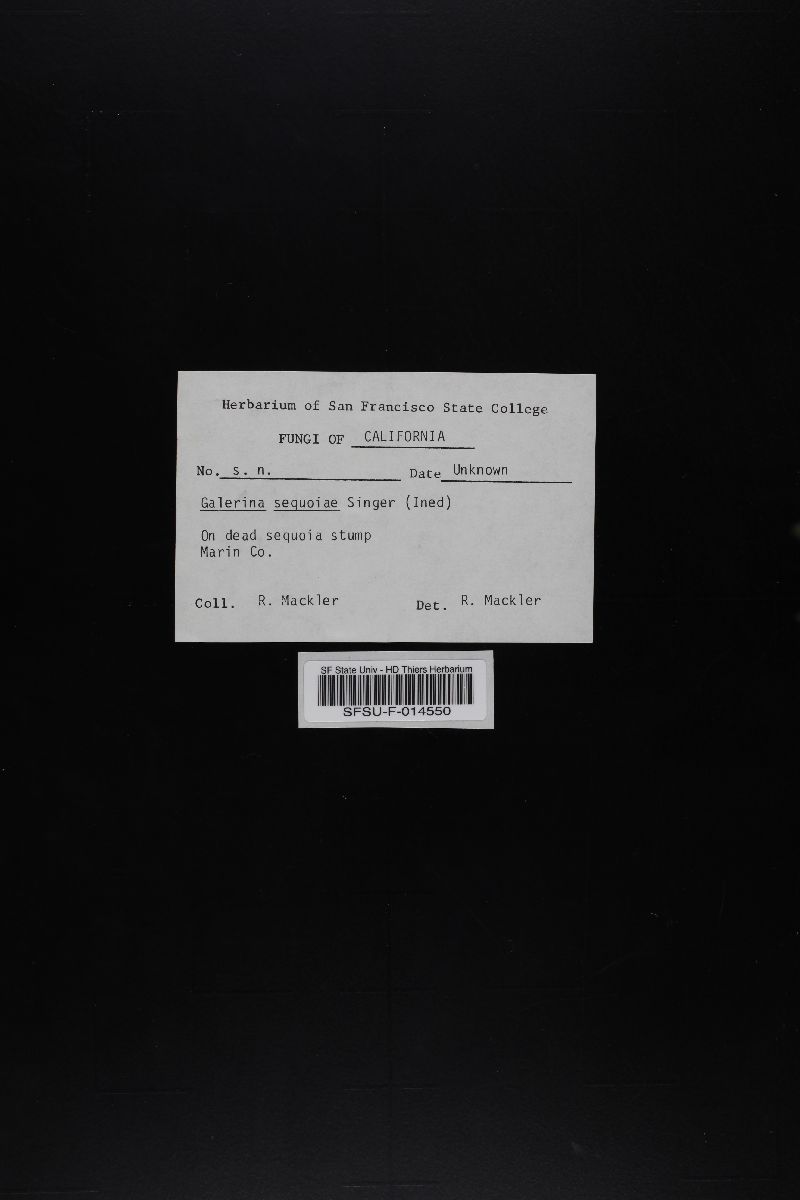 Herbarium of San Francisco State College
FUNGI OF CALIFORNIA
No. s. n. Date Unknown
Galerina sequoiae Singer (Ined)
On dead sequoia stump
Marin Co.
Coll. R. Mackler Det. R. Mackler
SF State Univ - HD Thiers Herbarium
SFSU-F-014550